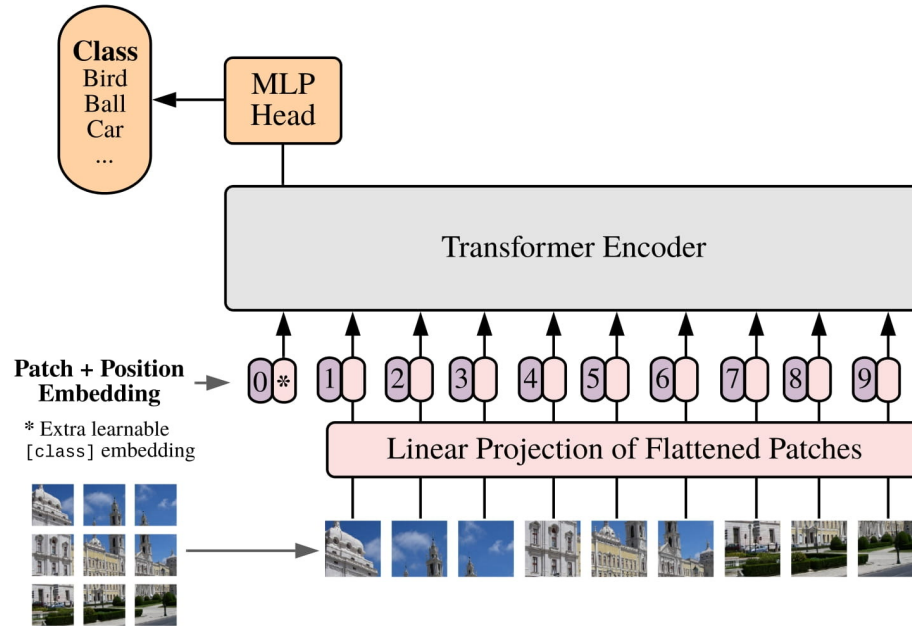 Class
Bird
Ball
Car
...
MLP
Head
Transformer Encoder
Patch + Position
Embedding
0 * 1 2 3 4 5 6 7 8 9
* Extra learnable
[class] embedding
Linear Projection of Flattened Patches